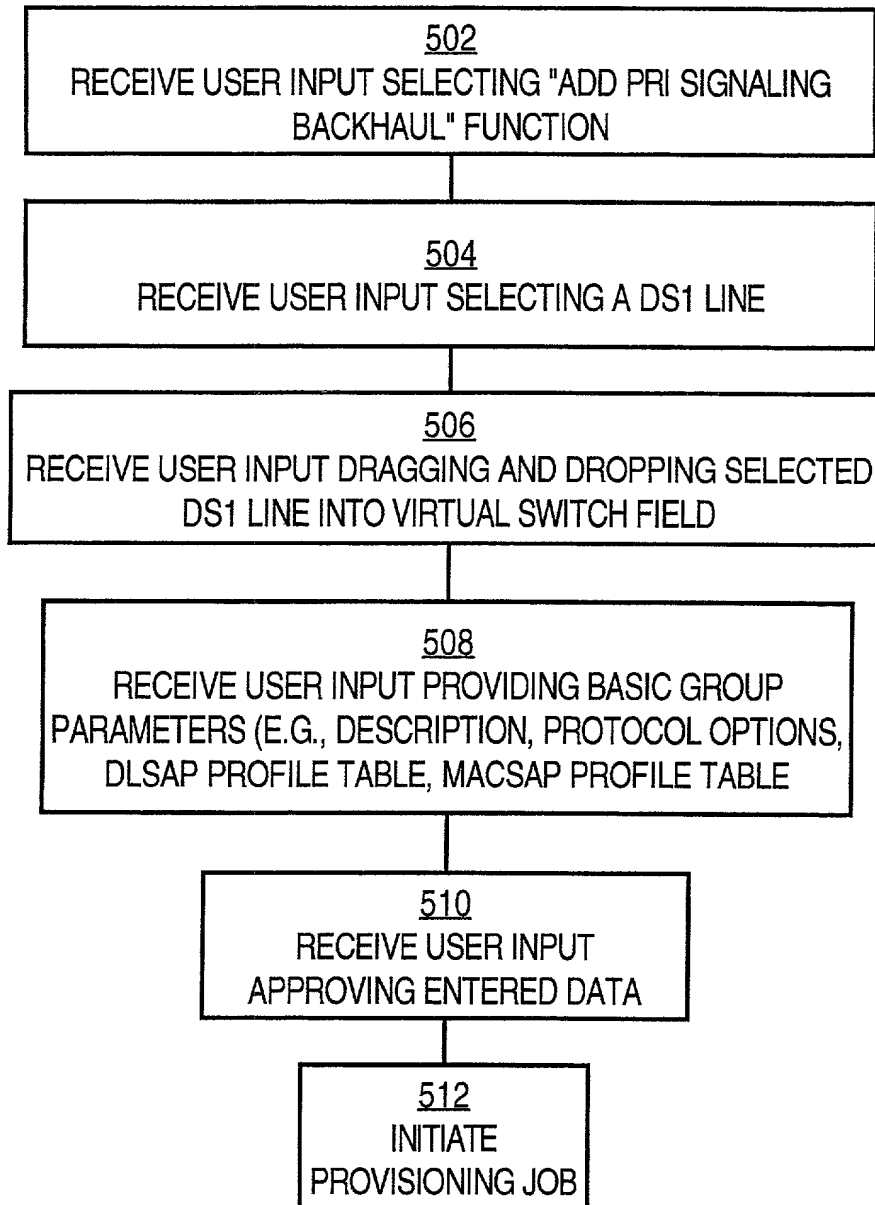 502
RECEIVE USER INPUT SELECTING "ADD PRI SIGNALING
BACKHAUL" FUNCTION
504
RECEIVE USER INPUT SELECTING A DS1 LINE
506
RECEIVE USER INPUT DRAGGING AND DROPPING SELECTED
DS1 LINE INTO VIRTUAL SWITCH FIELD
508
RECEIVE USER INPUT PROVIDING BASIC GROUP
PARAMETERS (E.G., DESCRIPTION, PROTOCOL OPTIONS,
DLSAP PROFILE TABLE, MACSAP PROFILE TABLE
510
RECEIVE USER INPUT
APPROVING ENTERED DATA
512
INITIATE
PROVISIONING JOB